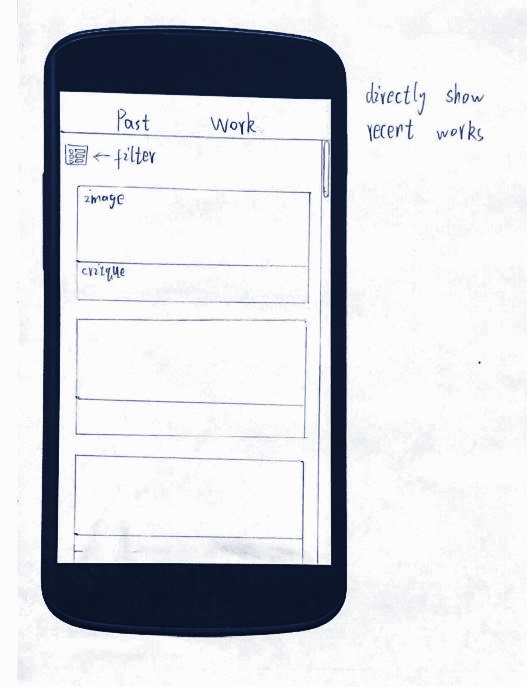 directly show
recent works
Past Work
← filter
image
critique